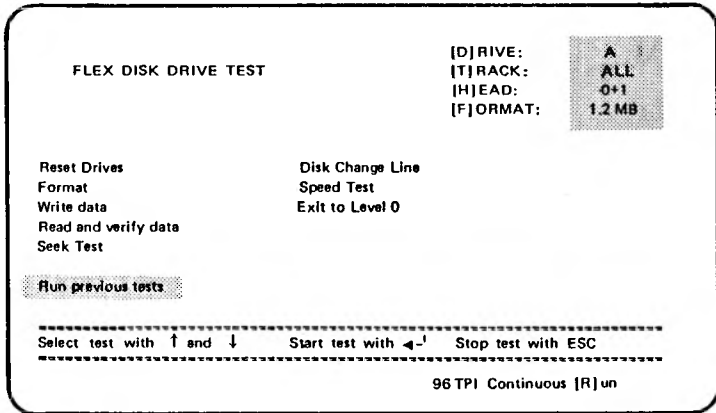 [D]RIVE: A
FLEX DISK DRIVE TEST [T]RACK: ALL
[H]EAD: 0+1
[F]ORMAT: 1.2 MB
Reset Drives Disk Change Line
Format Speed Test
Write data Exit to Level 0
Read and verify data
Seek Test
Run previous tests
Select test with ↑ and ↓ Start test with ◄-ꜝ Stop test with ESC
96 TPI Continuous [R]un